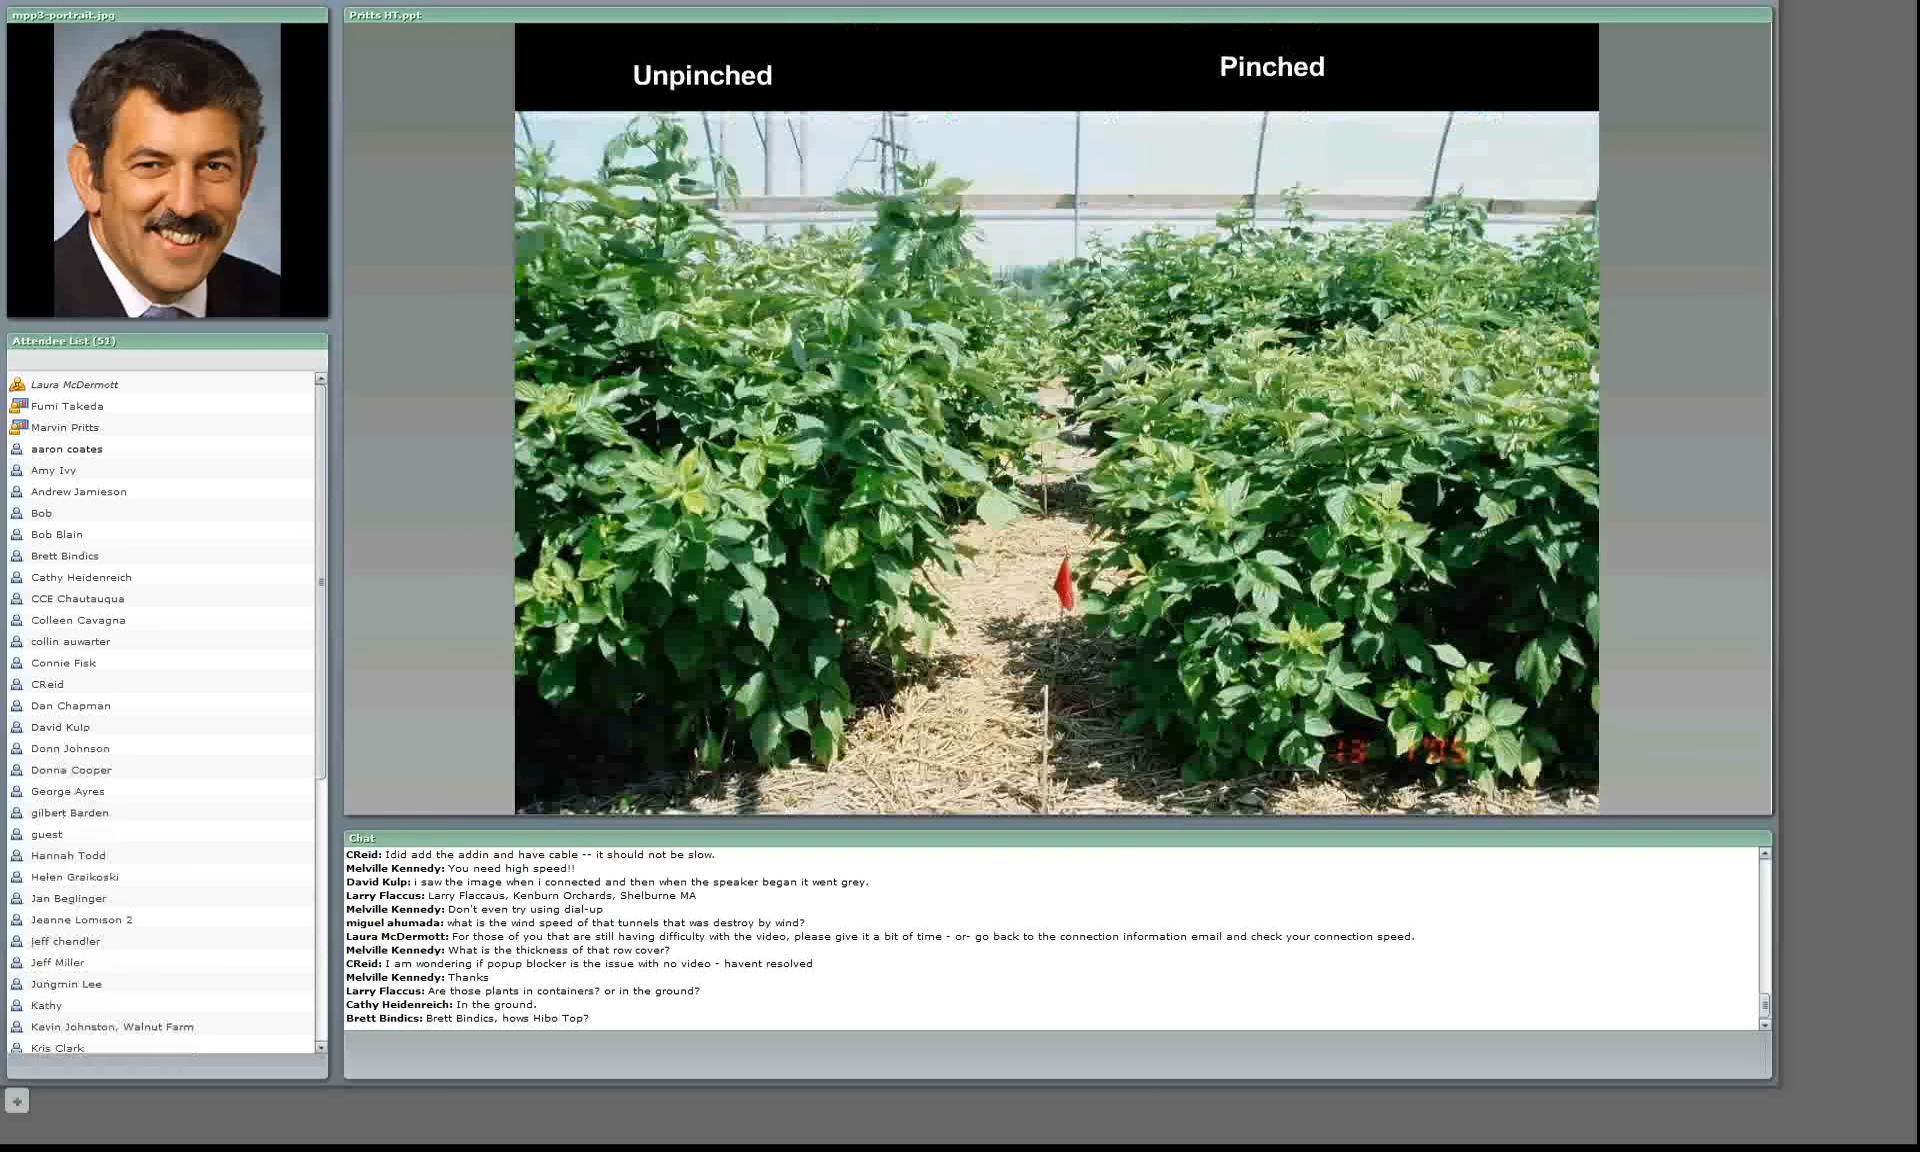 mpp3-portrait.jpg
Attendee List (51)
Laura McDermott
Fumi Takeda
Marvin Pritts
aaron coates
Amy Ivy
Andrew Jamieson
Bob
Bob Blain
Brett Bindics
Cathy Heidenreich
CCE Chautauqua
Colleen Cavagna
collin auwarter
Connie Fisk
CReid
Dan Chapman
David Kulp
Donn Johnson
Donna Cooper
George Ayres
gilbert Barden
guest
Hannah Todd
Helen Graikoski
Jan Beglinger
Jeanne Lomison 2
jeff chendler
Jeff Miller
Jungmin Lee
Kathy
Kavin Johnston, Walnut Farm
Kris Clark
Pritts HT.ppt
Unpinched
Pinched
Chat
CReid: Idid add the addin and have cable -- it should not be slow.
Melville Kennedy: You need high speed!!
David Kulp: i saw the image when i connected and then when the speaker began it went grey.
Larry Flaccus: Larry Flaccaus, Kenburn Orchards, Shelburne MA
Melville Kennedy: Don't even try using dial-up
miguel ahumada: what is the wind speed of that tunnels that was destroy by wind?
Laura McDermott: For those of you that are still having difficulty with the video, please give it a bit of time - or- go back to the connection information email and check your connection speed.
Melville Kennedy: What is the thickness of that row cover?
CReid: I am wondering if popup blocker is the issue with no video - havent resolved
Melville Kennedy: Thanks
Larry Flaccus: Are those plants in containers? or in the ground?
Cathy Heidenreich: In the ground.
Brett Bindics: Brett Bindics, hows Hibo Top?